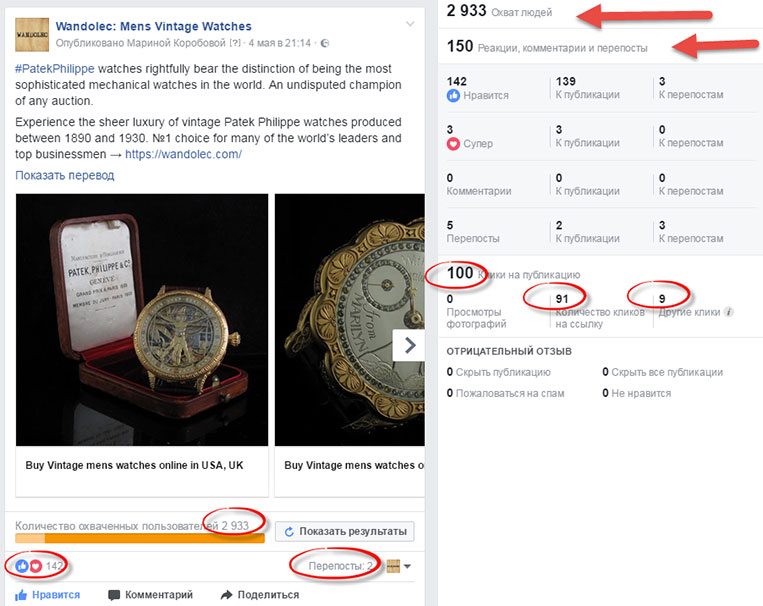 Wandolec: Mens Vintage Watches
Опубликовано Мариной Коробовой [?] · 4 мая в 21:14 ·
#PatekPhilippe watches rightfully bear the distinction of being the most
sophisticated mechanical watches in the world. An undisputed champion
of any auction.
Experience the sheer luxury of vintage Patek Philippe watches produced
between 1890 and 1930. №1 choice for many of the world's leaders and
top businessmen → https://wandolec.com/
Показать перевод
WANDOLEC
PATEK, PHILIPPE & Cº
GENÈVE
from
MARILYN
Buy Vintage mens watches online in USA, UK
Buy Vintage mens watches o
Количество охваченных пользователей 2 933
Показать результаты
142
Перепосты: 2
Нравится
Комментарий
Поделиться
2 933 Охват людей
150 Реакции, комментарии и перепосты
142
Нравится
139
К публикации
3
К перепостам
3
Супер
3
К публикации
0
К перепостам
0
Комментарии
0
К публикации
0
К перепостам
5
Перепосты
2
К публикации
3
К перепостам
100 Клики на публикацию
0
Просмотры
фотографий
91
Количество кликов
на ссылку
9
Другие клики
ОТРИЦАТЕЛЬНЫЙ ОТЗЫВ
0 Скрыть публикацию
0 Скрыть все публикации
0 Пожаловаться на спам
0 Не нравится